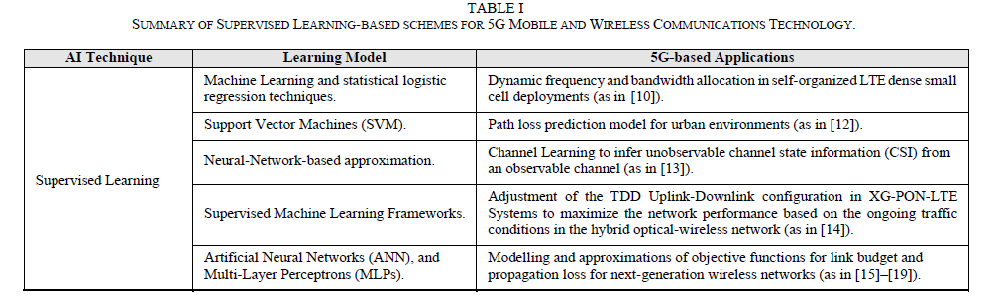 TABLE I
SUMMARY OF SUPERVISED LEARNING-BASED SCHEMES FOR 5G MOBILE AND WIRELESS COMMUNICATIONS TECHNOLOGY.
AI Technique
Learning Model
5G-based Applications
Supervised Learning
Machine Learning and statistical logistic
regression techniques.
Dynamic frequency and bandwidth allocation in self-organized LTE dense small
cell deployments (as in [10]).
Support Vector Machines (SVM).
Path loss prediction model for urban environments (as in [12]).
Neural-Network-based approximation.
Channel Learning to infer unobservable channel state information (CSI) from
an observable channel (as in [13]).
Supervised Machine Learning Frameworks.
Adjustment of the TDD Uplink-Downlink configuration in XG-PON-LTE
Systems to maximize the network performance based on the ongoing traffic
conditions in the hybrid optical-wireless network (as in [14]).
Artificial Neural Networks (ANN), and
Multi-Layer Perceptrons (MLPs).
Modelling and approximations of objective functions for link budget and
propagation loss for next-generation wireless networks (as in [15]–[19]).